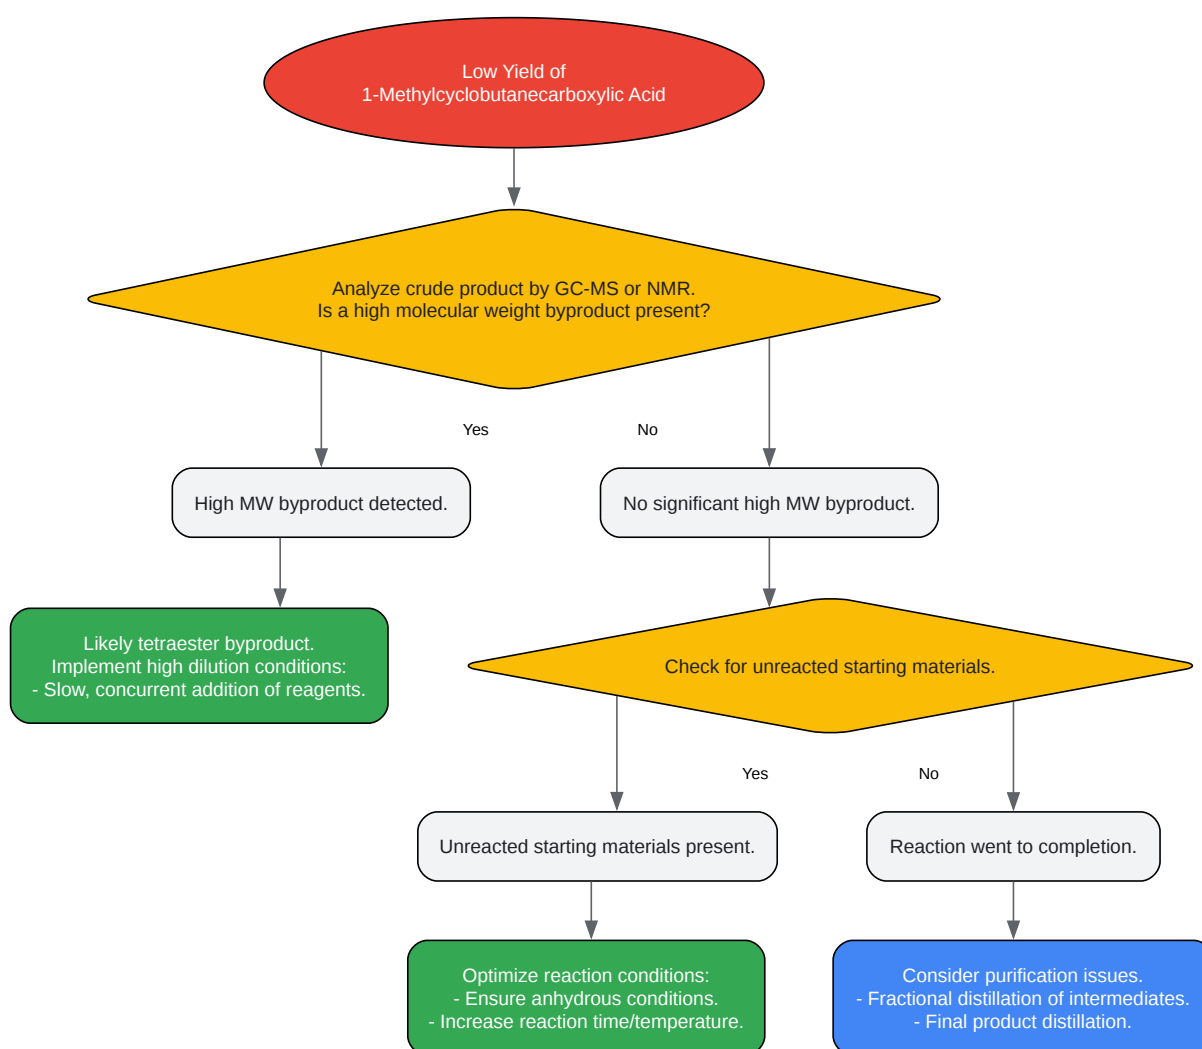 Low Yield of
1-Methylcyclobutanecarboxylic Acid
Analyze crude product by GC-MS or NMR.
Is a high molecular weight byproduct present?
Yes
No
High MW byproduct detected.
No significant high MW byproduct.
Likely tetraester byproduct.
Implement high dilution conditions:
- Slow, concurrent addition of reagents.
Check for unreacted starting materials.
Yes
No
Unreacted starting materials present.
Reaction went to completion.
Optimize reaction conditions:
- Ensure anhydrous conditions.
- Increase reaction time/temperature.
Consider purification issues.
- Fractional distillation of intermediates.
- Final product distillation.